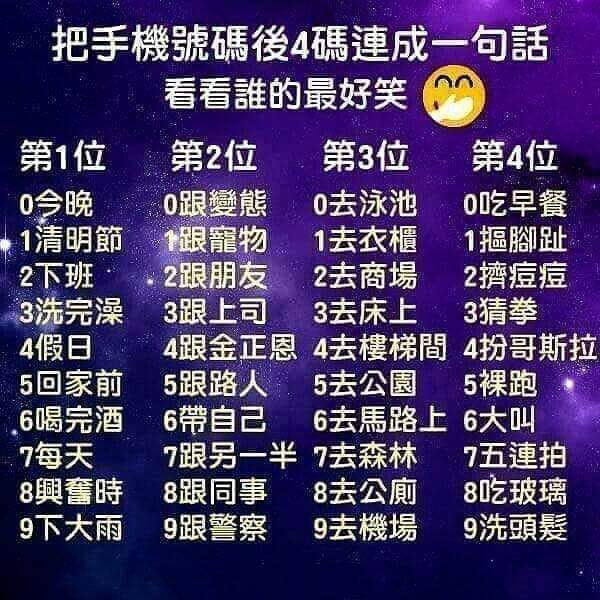 把手機號碼後4碼連成一句話
看看誰的最好笑
第1位 第2位 第3位 第4位
0今晚 0跟變態 0去泳池 0吃早餐
1清明節 1跟寵物 1去衣櫃 1摳腳趾
2下班 2跟朋友 2去商場 2擠痘痘
3洗完澡 3跟上司 3去床上 3猜拳
4假日 4跟金正恩 4去樓梯間 4扮哥斯拉
5回家前 5跟路人 5去公園 5裸跑
6喝完酒 6帶自己 6去馬路上 6大叫
7每天 7跟另一半 7去森林 7五連拍
8興奮時 8跟同事 8去公廁 8吃玻璃
9下大雨 9跟警察 9去機場 9洗頭髮